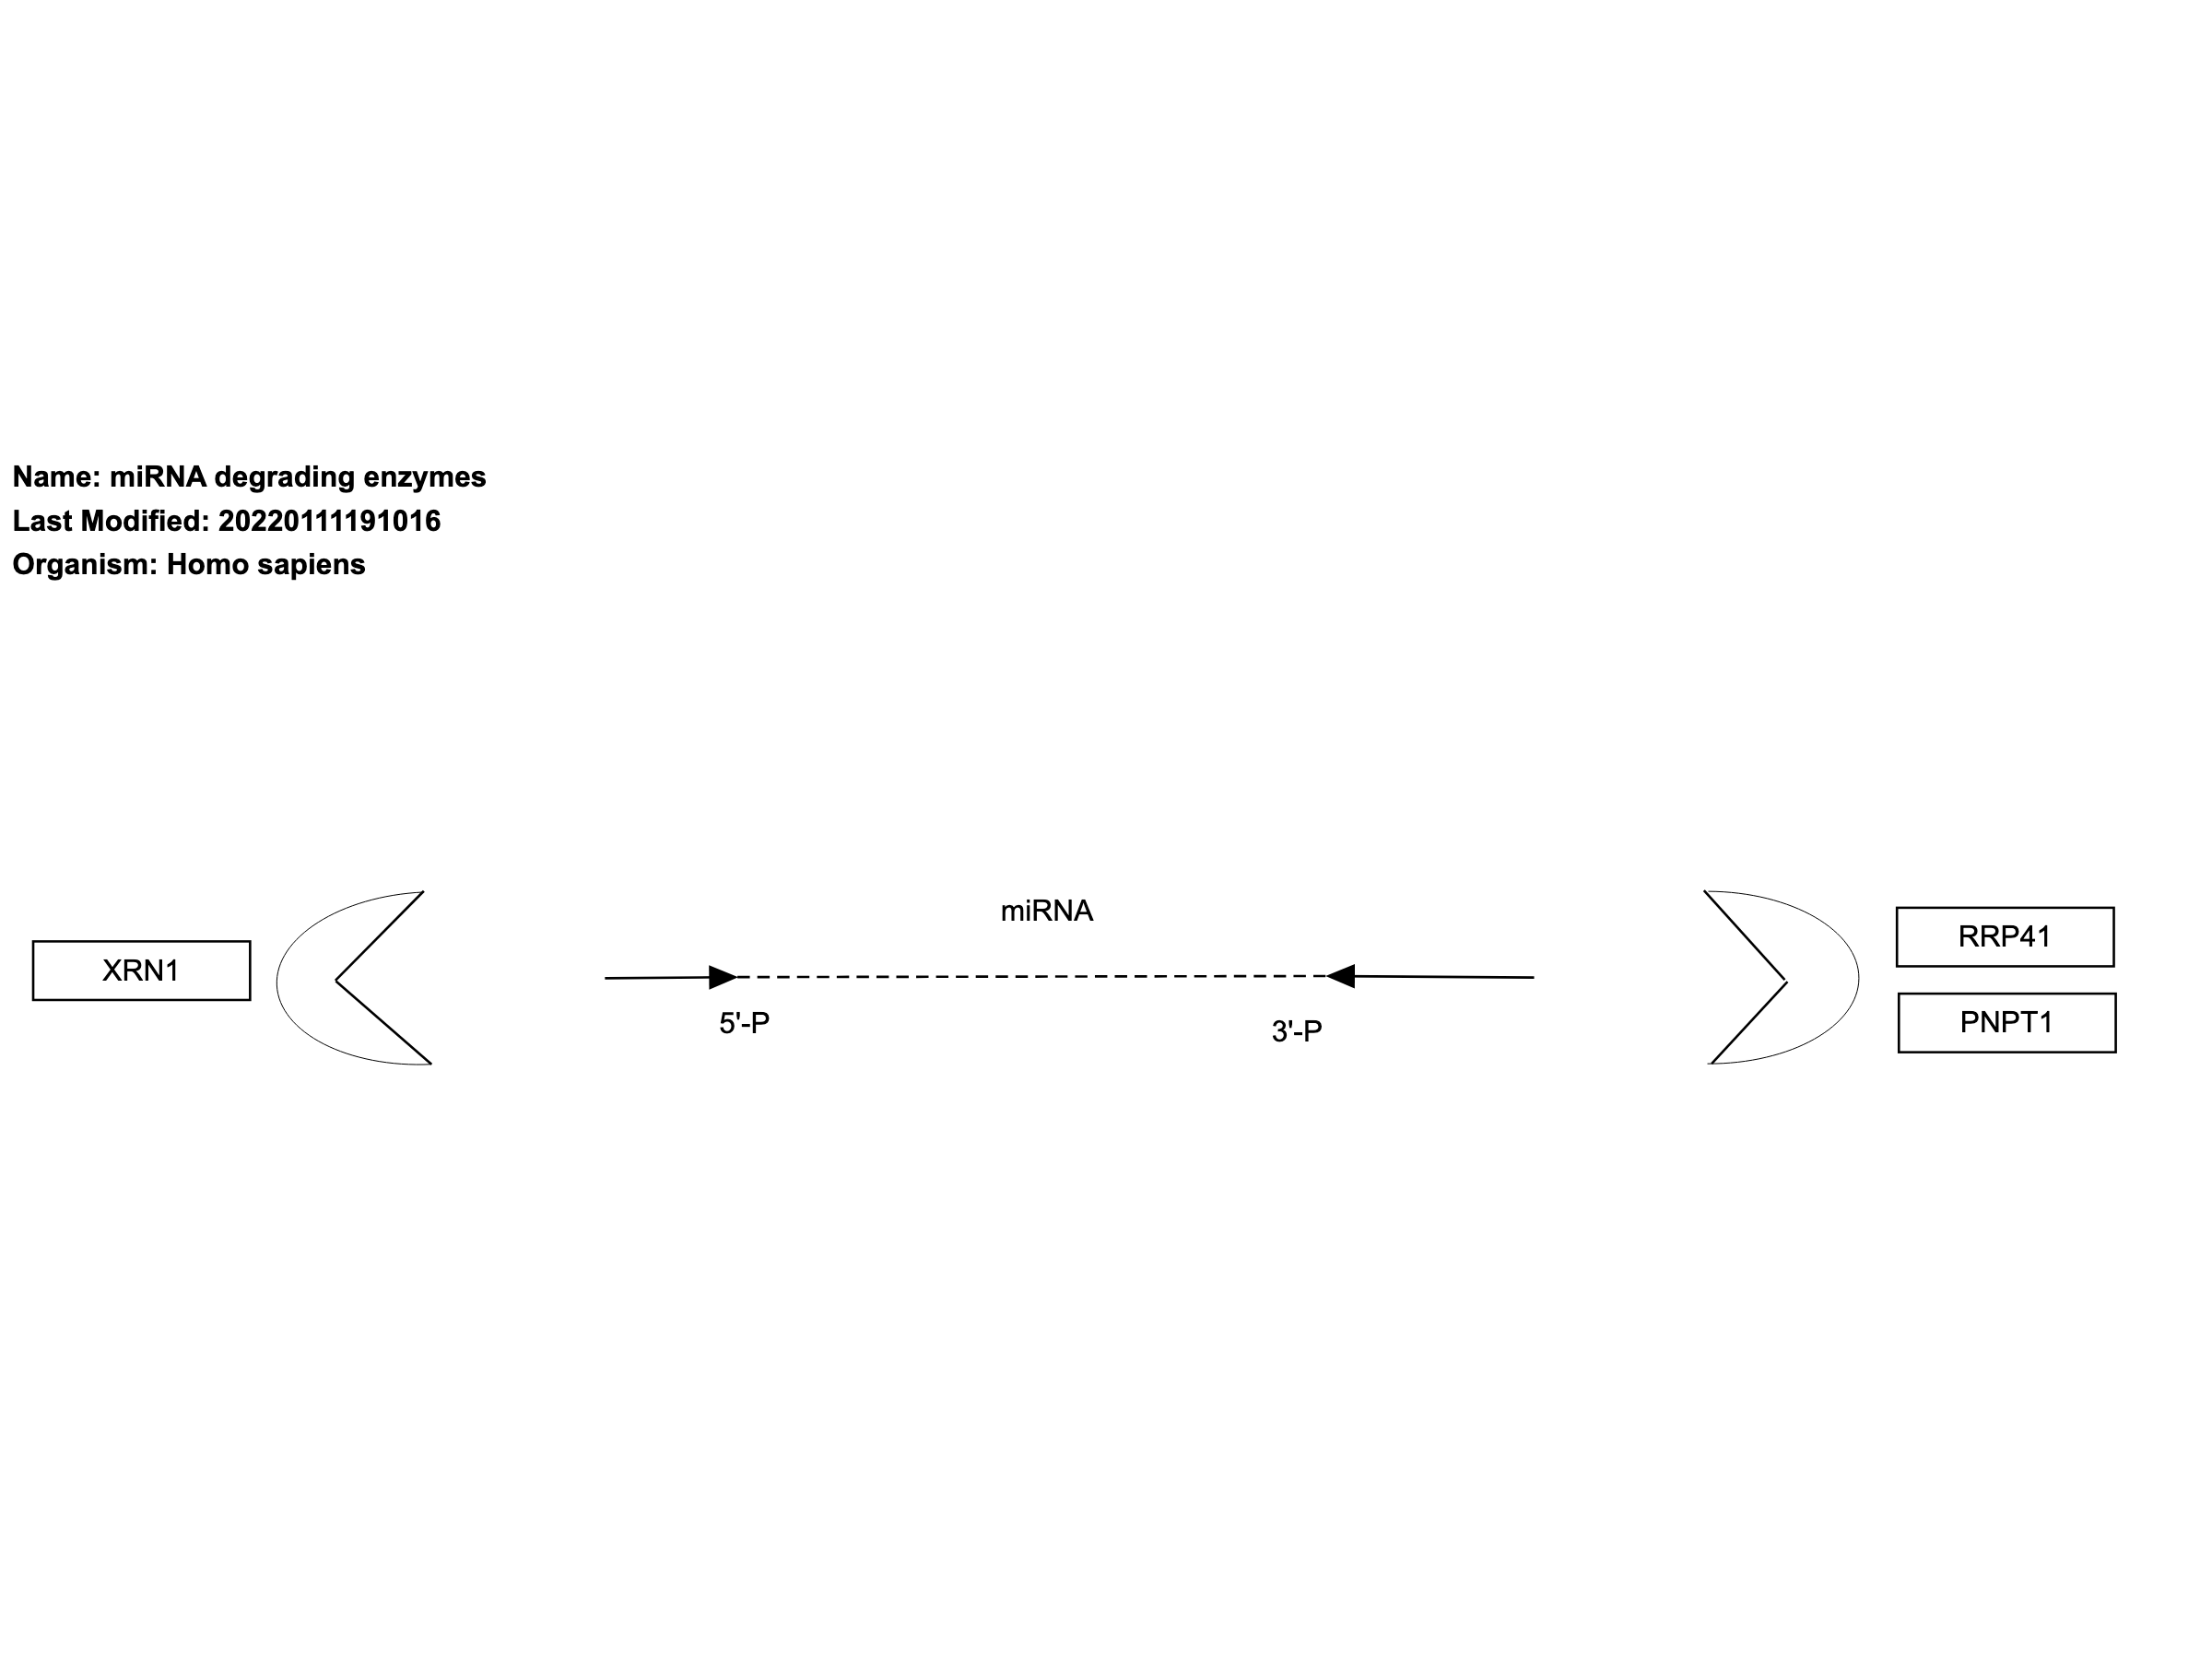 Name: miRNA degrading enzymes
Last Modified: 20220111191016
Organism: Homo sapiens
miRNA
XRN1
RRP41
PNPT1
5'-P
3'-P